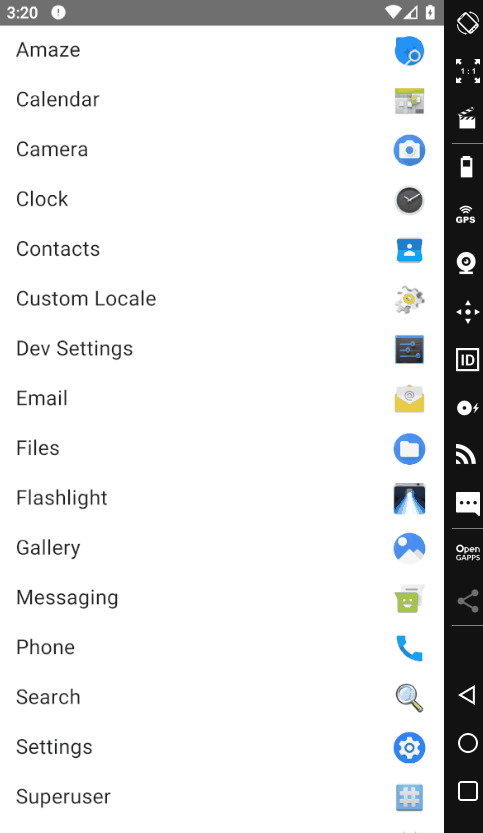 3:20
Amaze
Calendar
Camera
Clock
Contacts
Custom Locale
Dev Settings
Email
Files
Flashlight
Gallery
Messaging
Phone
Search
Settings
Superuser
1:1
GPS
ID
Open
GAPPS